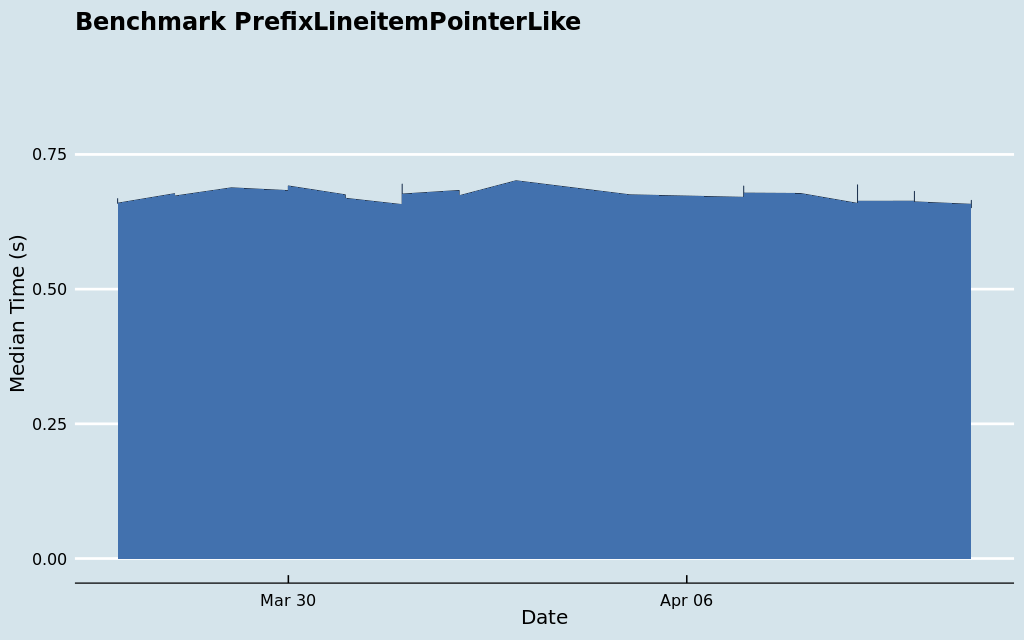 Benchmark PrefixLineitemPointerLike
Median Time (s)
0.75
0.50
0.25
0.00
Mar 30
Apr 06
Date